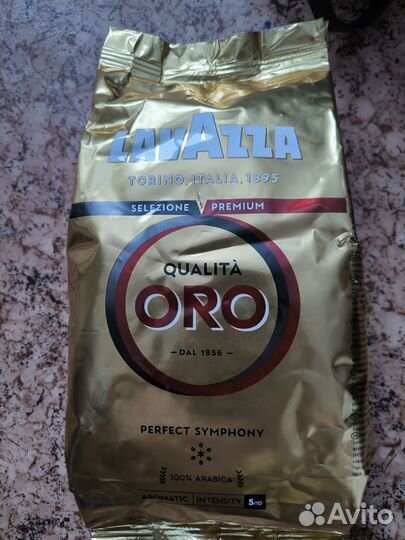 LAVAZZA
TORINO, ITALIA, 1895
SELEZIONE PREMIUM
QUALITÀ
ORO
— DAL 1956 —
PERFECT SYMPHONY
100% ARABICA
AROMATIC | INTENSITY 5/10
Avito